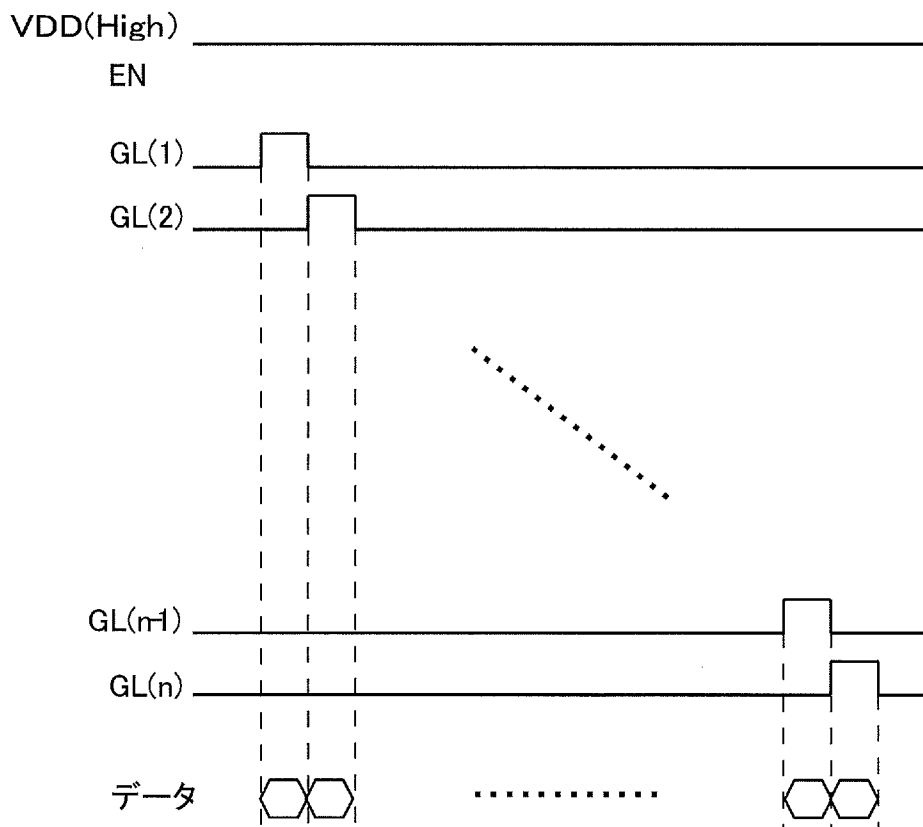 VDD(High)
EN
GL(1)
GL(2)
GL(n-1)
GL(n)
データ